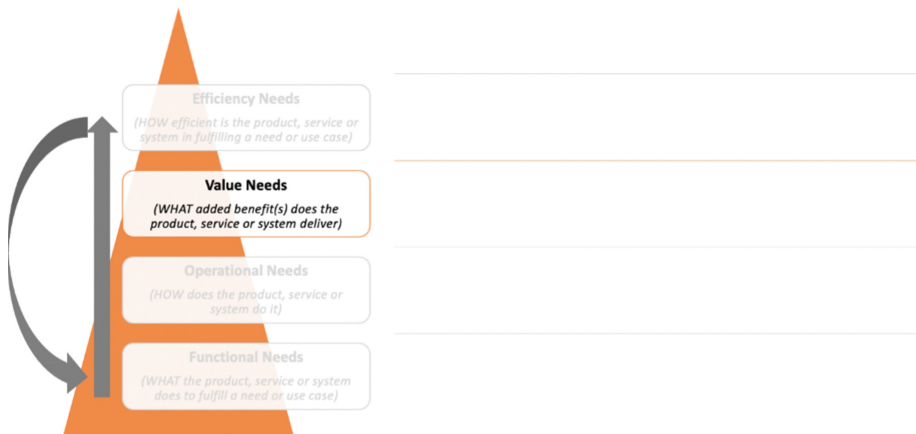 Efficiency Needs
(HOW efficient is the product, service or
system in fulfilling a need or use case)
Value Needs
(WHAT added benefit(s) does the
product, service or system deliver)
Operational Needs
(HOW does the product, service or
system do it)
Functional Needs
(WHAT the product, service or system
does to fulfill a need or use case)